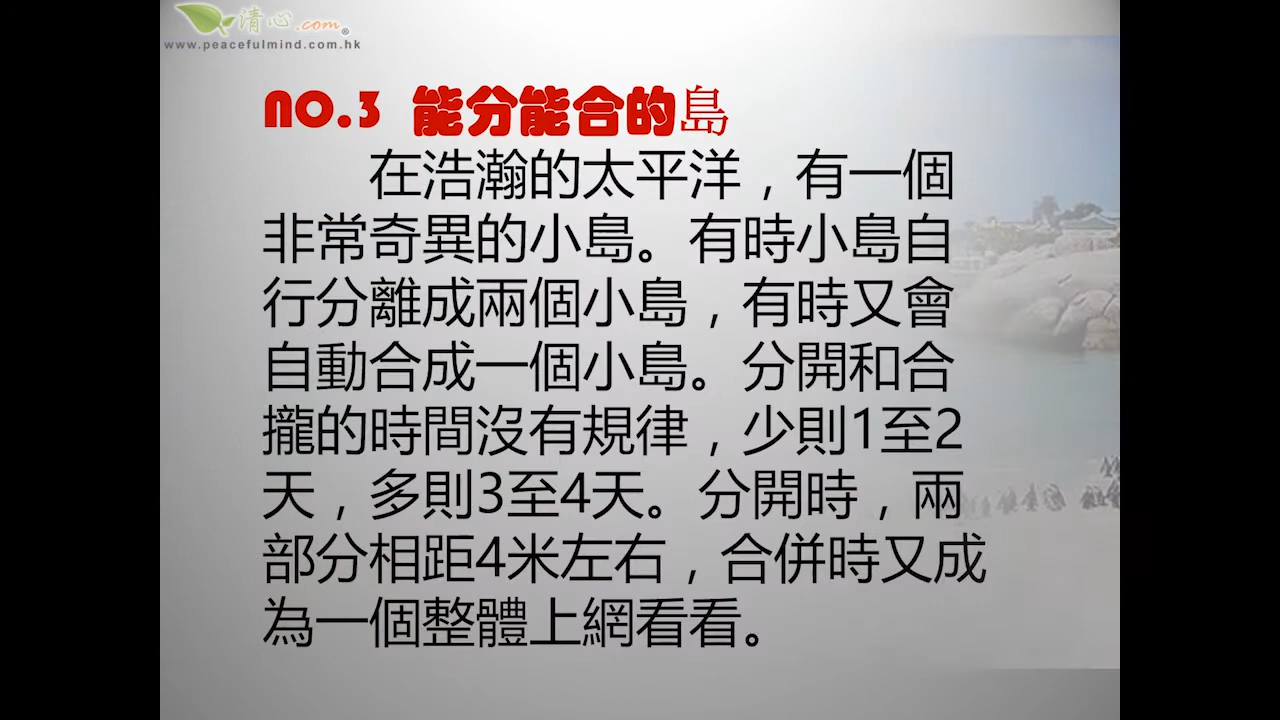 清心.com®
www.peacefulmind.com.hk
NO.3 能分能合的島
在浩瀚的太平洋，有一個
非常奇異的小島。有時小島自
行分離成兩個小島，有時又會
自動合成一個小島。分開和合
攏的時間沒有規律，少則1至2
天，多則3至4天。分開時，兩
部分相距4米左右，合併時又成
為一個整體上網看看。